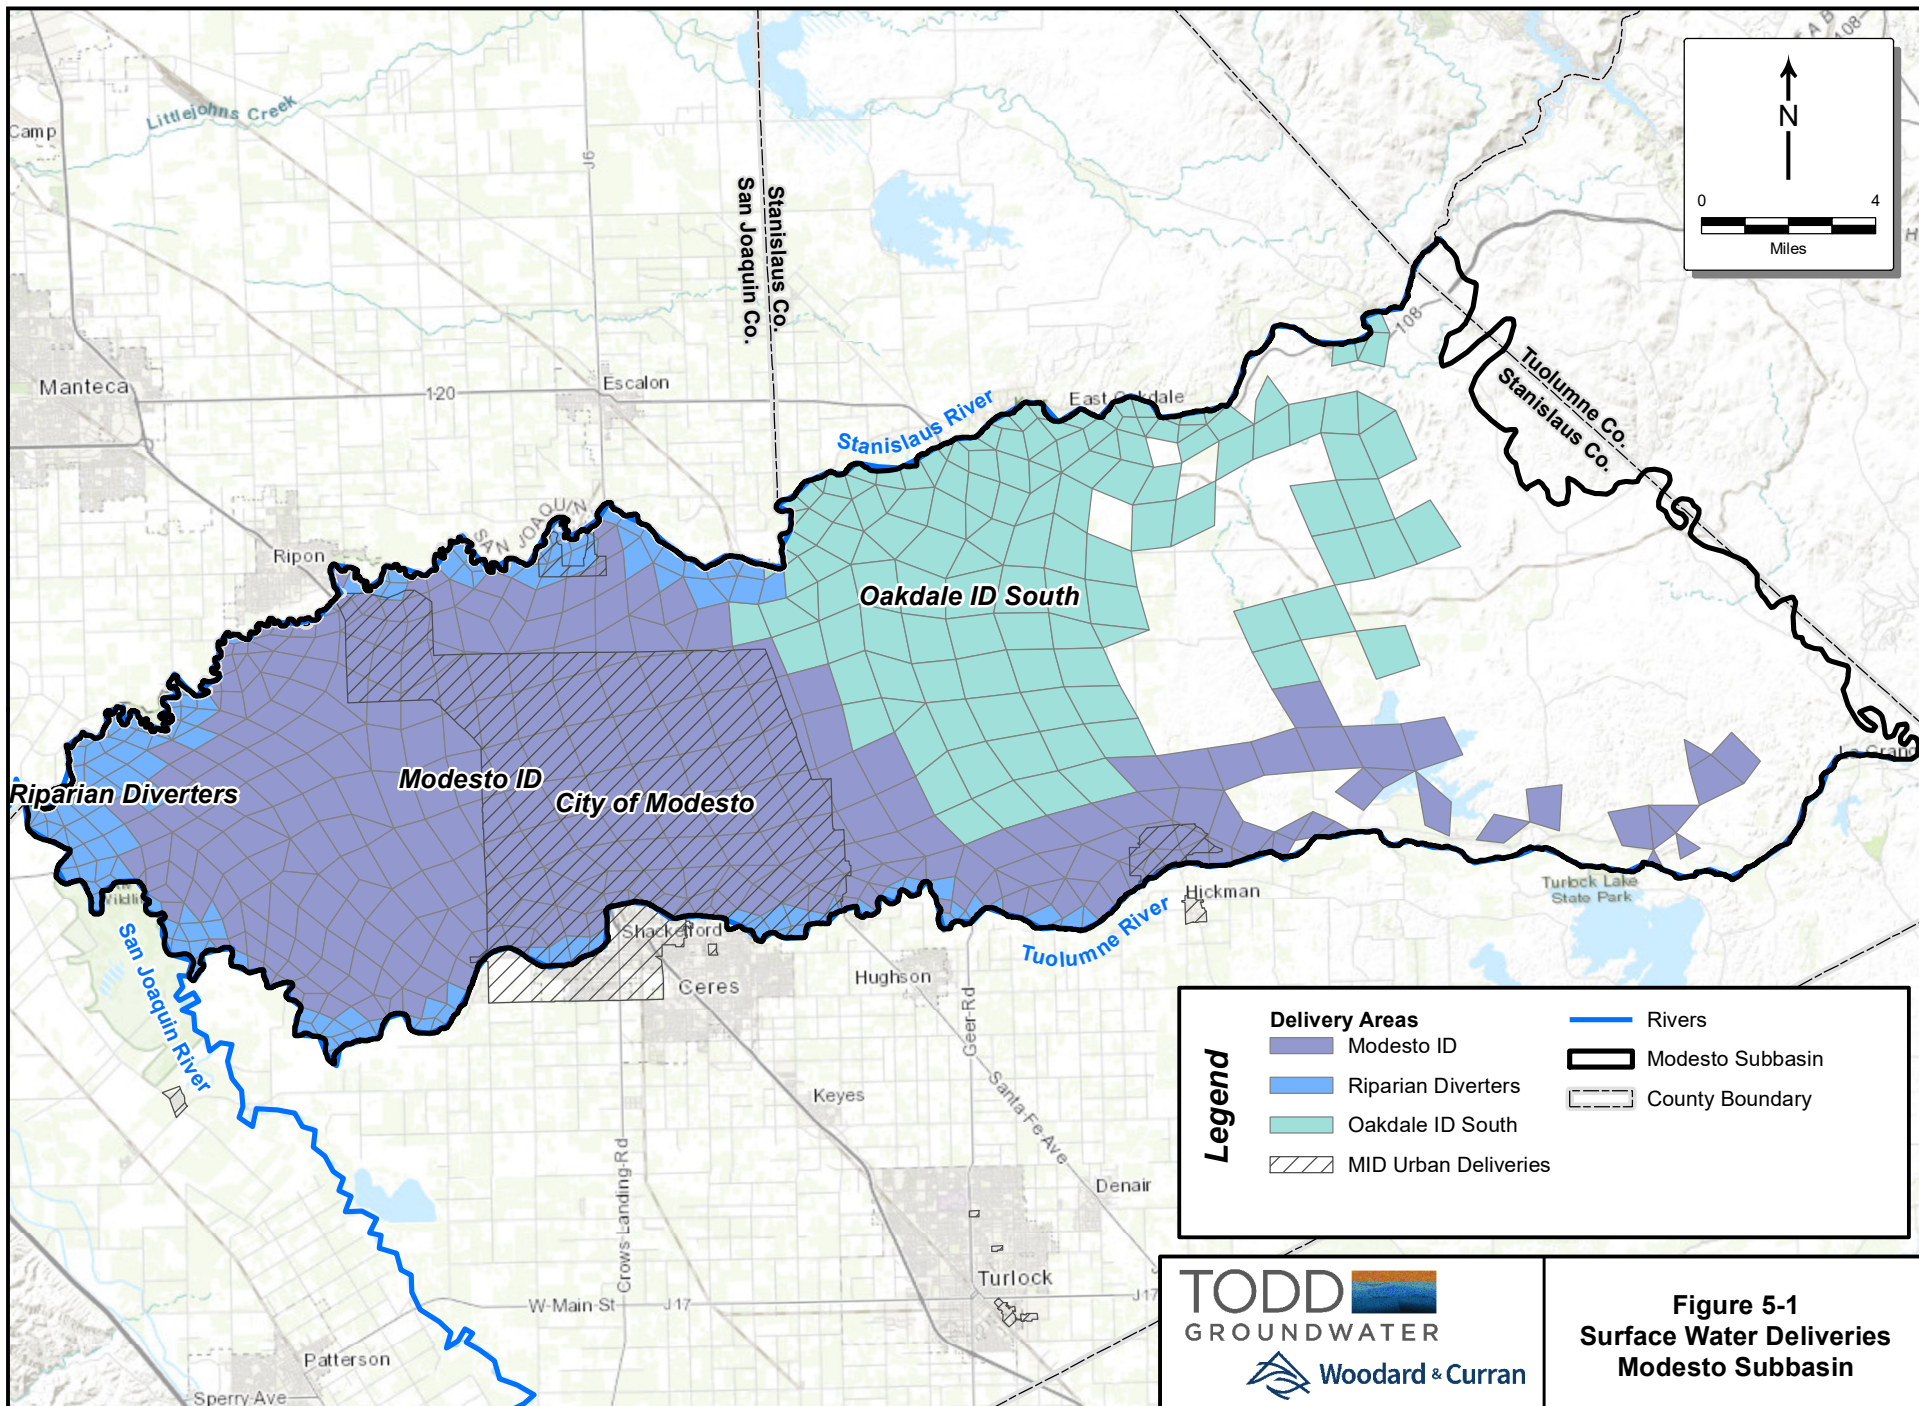 Littlejohns Creek
Camp
J6
108
N
0
4
Miles
Stanislaus Co.
San Joaquin Co.
108
Manteca
120
Escalon
East Oakdale
Stanislaus River
Tuolumne Co.
Stanislaus Co.
SAN JOAQUIN
Ripon
Oakdale ID South
Riparian Diverters
Modesto ID
City of Modesto
La Grang
Turlock Lake
State Park
Hickman
Shackelford
Tuolumne River
San Joaquin River
Ceres
Hughson
Geer-Rd
Santa-Fe-Ave
Keyes
Crows-Landing-Rd
Denair
Turlock
W-Main-St
J17
J17
Patterson
Sperry-Ave
Legend
Delivery Areas
Modesto ID
Riparian Diverters
Oakdale ID South
MID Urban Deliveries
Rivers
Modesto Subbasin
County Boundary
TODD
GROUNDWATER
Woodard & Curran
Figure 5-1
Surface Water Deliveries
Modesto Subbasin